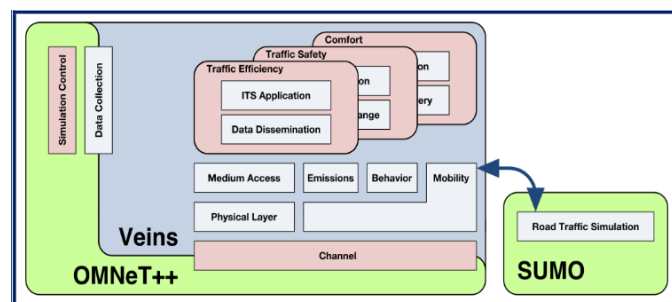 Comfort
Traffic Safety
Traffic Efficiency
ITS Application
Data Dissemination
Simulation Control
Data Collection
Medium Access
Emissions
Behavior
Mobility
Physical Layer
Channel
Veins
OMNeT++
Road Traffic Simulation
SUMO